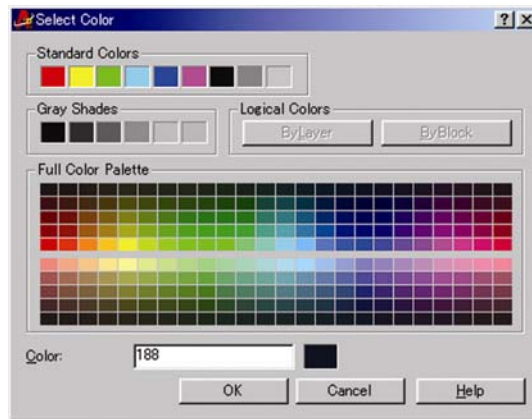 Select Color
Standard Colors
Gray Shades
Logical Colors
ByLayer
ByBlock
Full Color Palette
Color:
188
OK
Cancel
Help